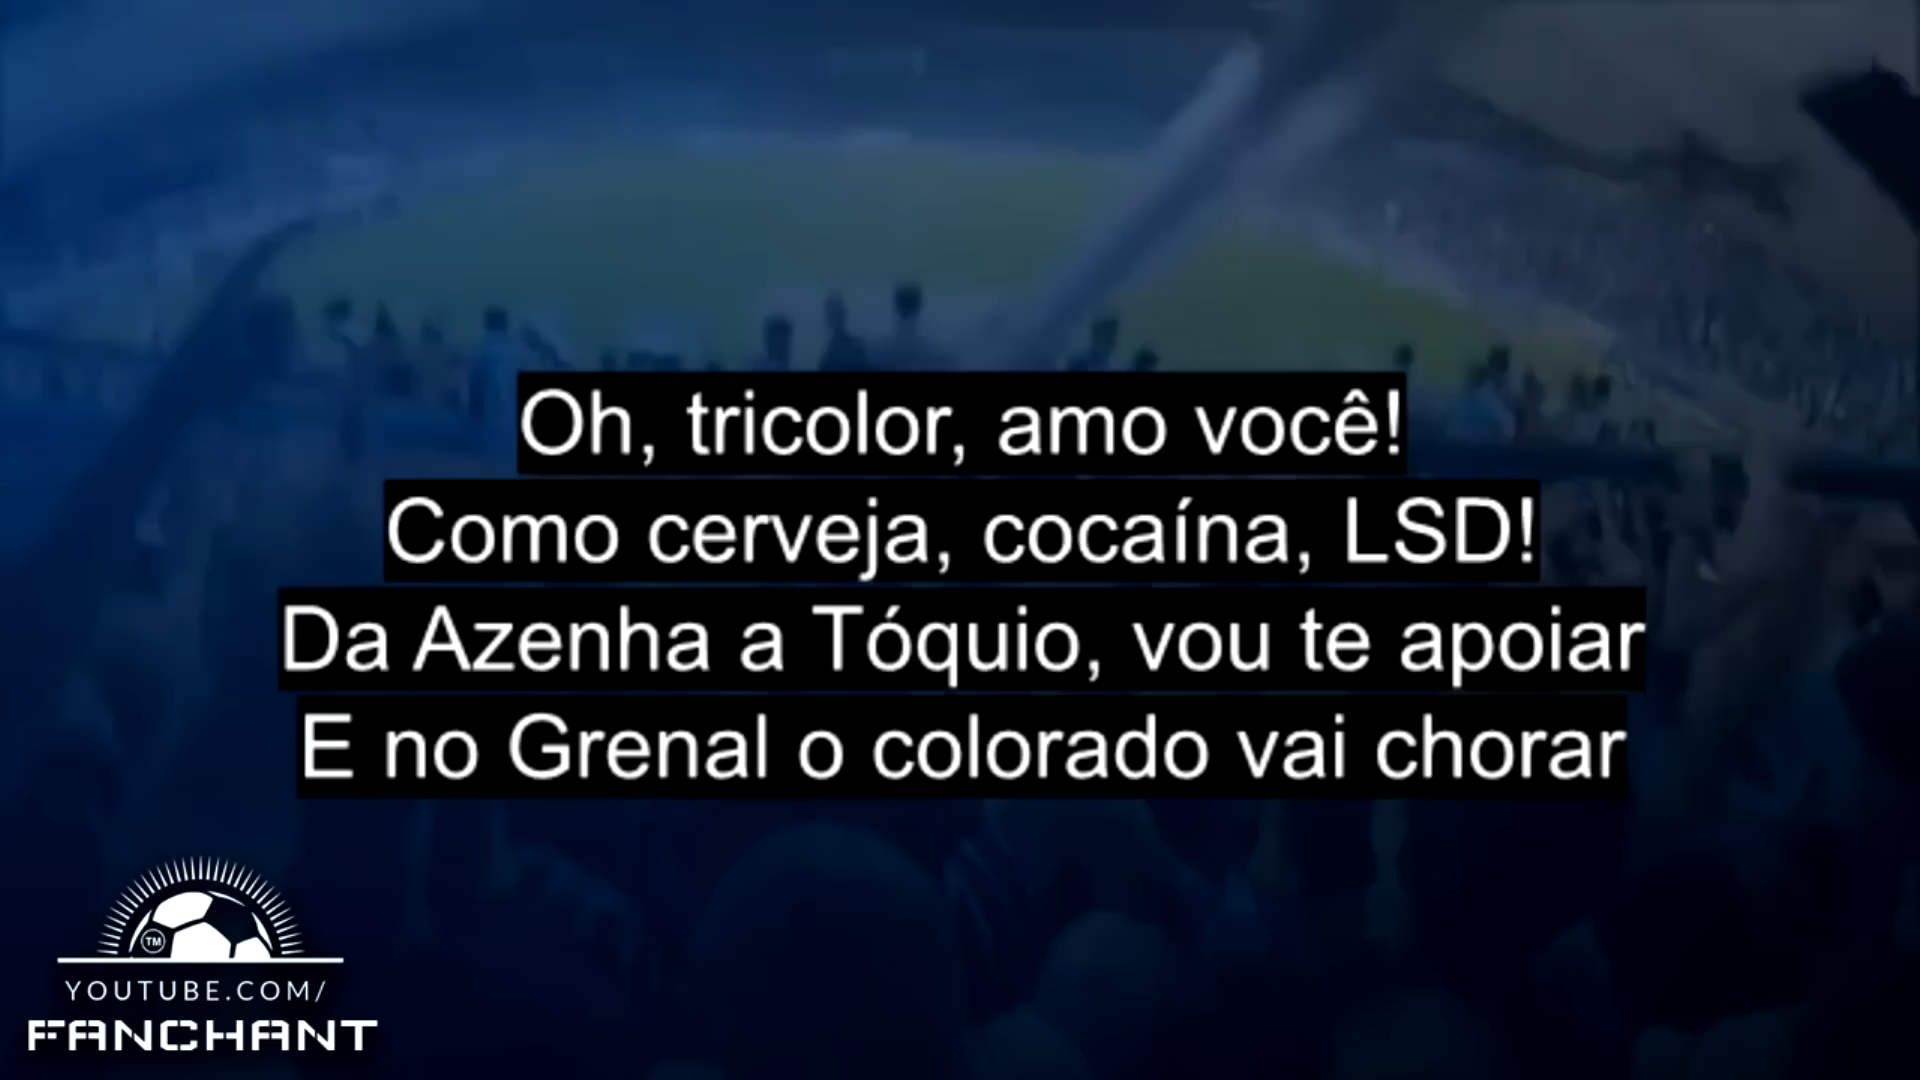 Oh, tricolor, amo você!
Como cerveja, cocaína, LSD!
Da Azenha a Tóquio, vou te apoiar
E no Grenal o colorado vai chorar
TM
YOUTUBE.COM/
FANCHANT